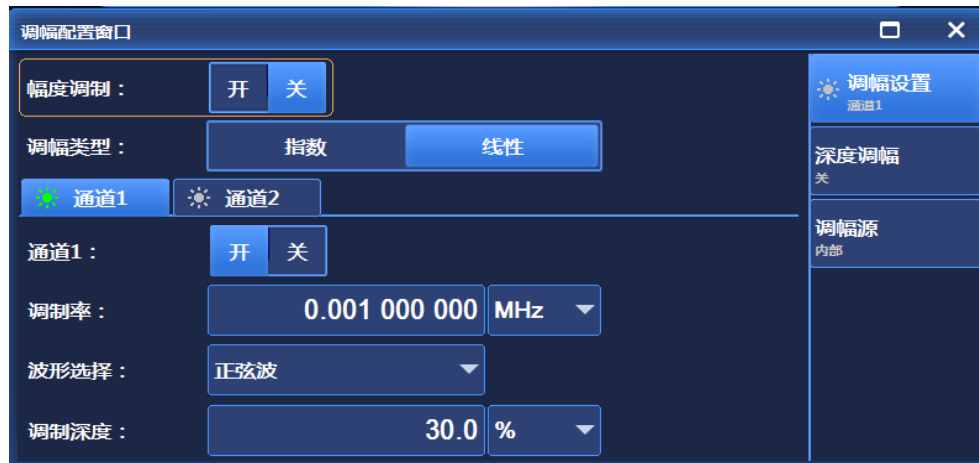 调幅配置窗口
幅度调制： 开 关
调幅类型： 指数 线性
通道1 通道2
通道1： 开 关
调制率： 0.001 000 000 MHz
波形选择： 正弦波
调制深度： 30.0 %
调幅设置
通道1
深度调幅
关
调幅源
内部